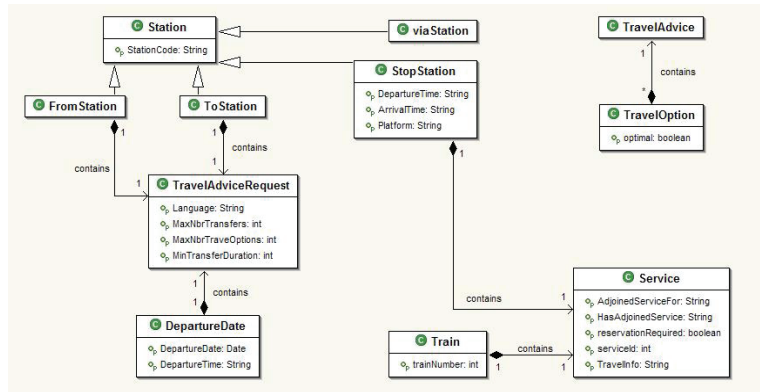 Station
StationCode: String
viaStation
TravelAdvice
1
contains
*
StopStation
DepartureTime: String
ArrivalTime: String
Platform: String
1
FromStation
1
ToStation
1
TravelOption
optimal: boolean
contains
1
contains
1
TravelAdviceRequest
Language: String
MaxNbrTransfers: int
MaxNbrTraveOptions: int
MinTransferDuration: int
1
contains
1
DepartureDate
DepartureDate: Date
DepartureTime: String
contains
1
Service
AdjoinedServiceFor: String
HasAdjoinedService: String
reservationRequired: boolean
serviceId: int
TravelInfo: String
Train
trainNumber: int
1
contains
1